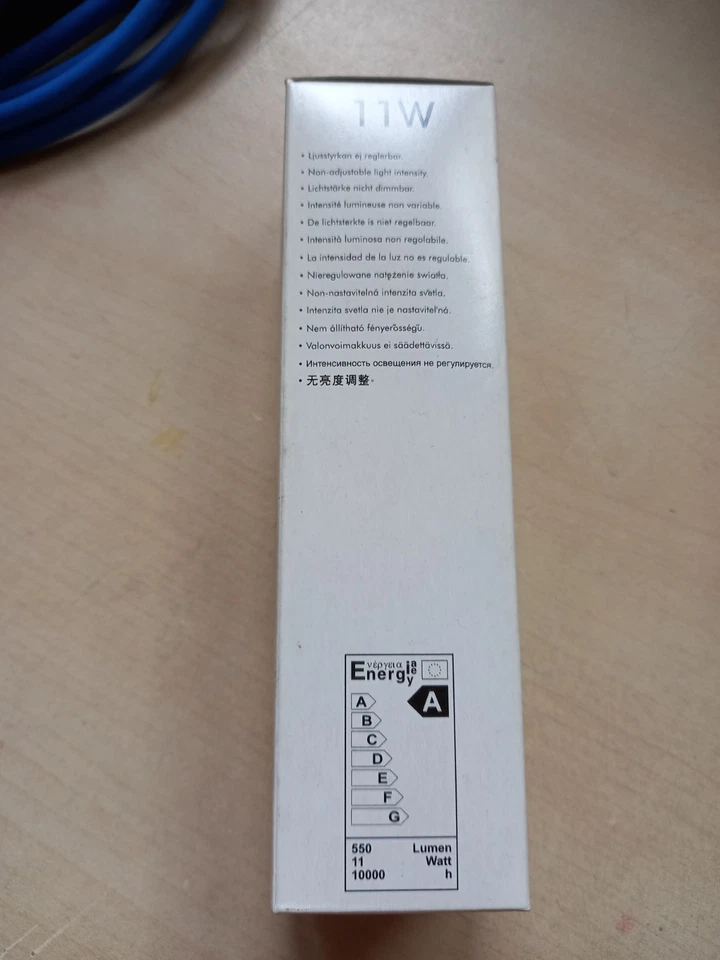 11W
• Ljusstyrkan ej reglerbar.
• Non-adjustable light intensity.
• Lichtstärke nicht dimmbar.
• Intensité lumineuse non variable.
• De lichtsterkte is niet regelbaar.
• Intensità luminosa non regolabile.
• La intensidad de la luz no es regulable.
• Nieregulowane natężenie światła.
• Non-nastavitelná intenzita světla.
• Intenzita svetla nie je nastaviteľná.
• Nem állítható fényerősségű.
• Valonvoimakkuus ei säädettävissä.
• Интенсивность освещения не регулируется.
• 无亮度调整。
Energie ενέργεια
Energy ia
A
A
B
C
D
E
F
G
550 Lumen
11 Watt
10000 h